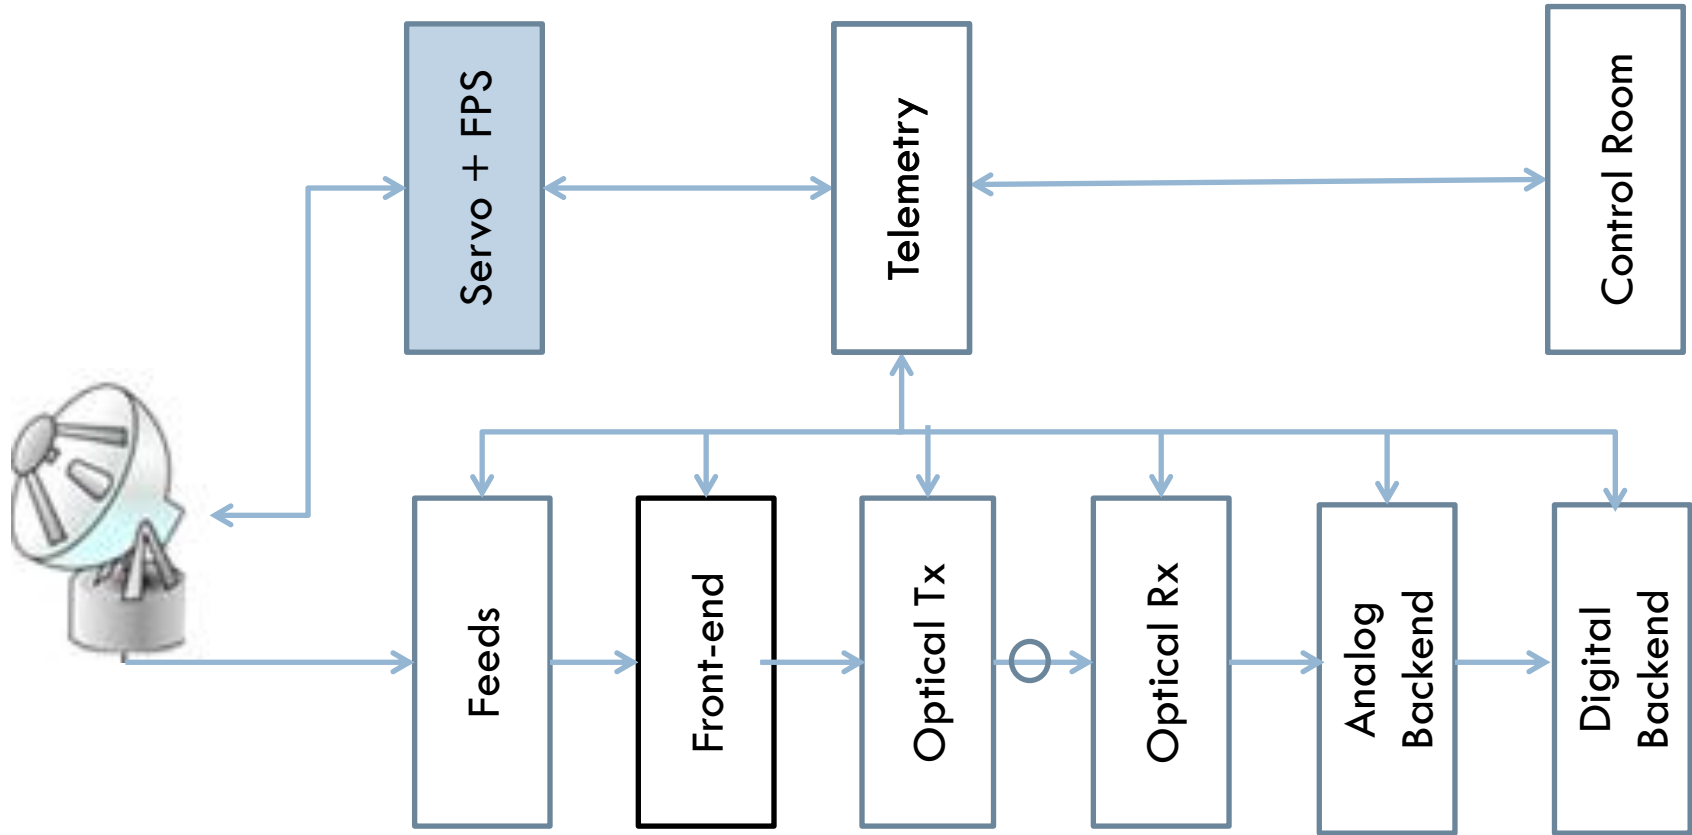 Servo + FPS
Telemetry
Control Room
Feeds
Front-end
Optical Tx
Optical Rx
Analog
Backend
Digital
Backend